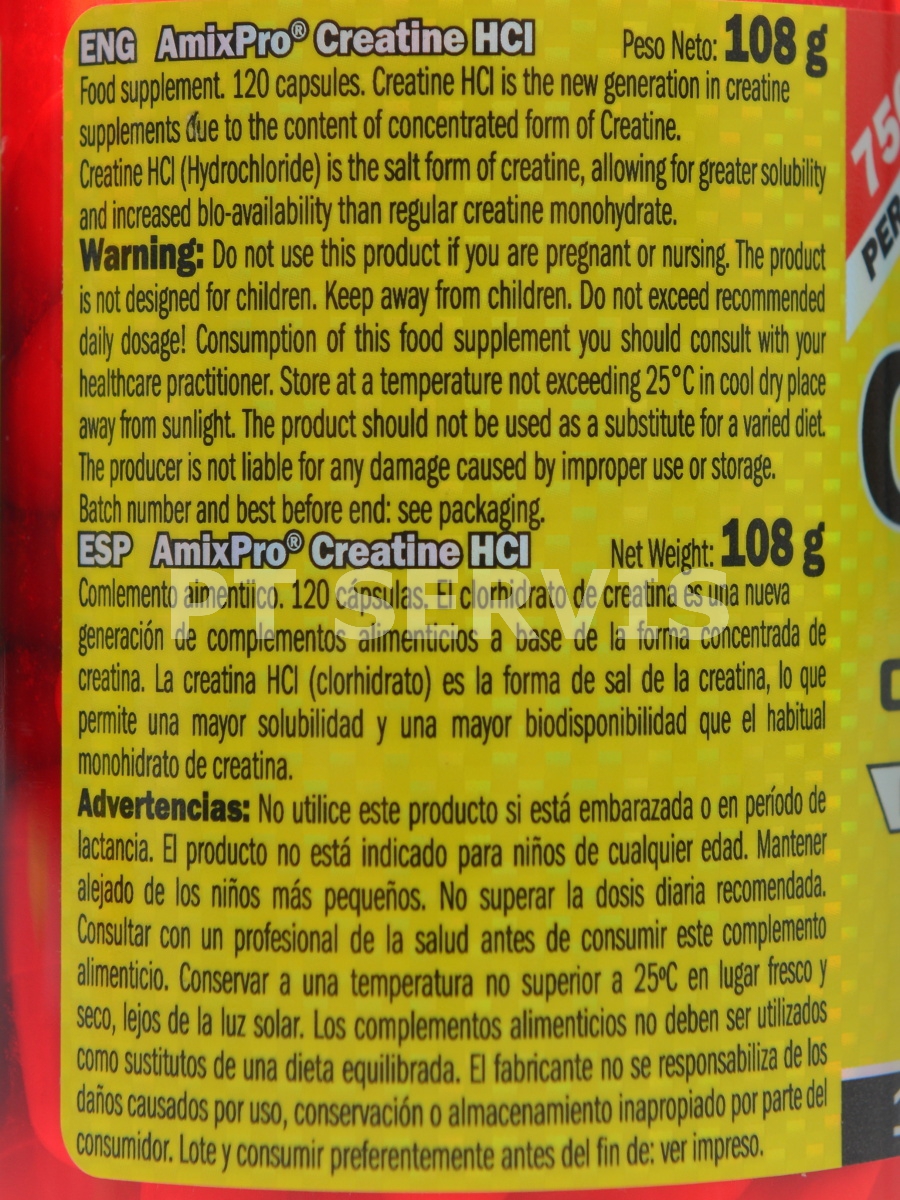 ENG AmixPro® Creatine HCl Peso Neto: 108 g
Food supplement. 120 capsules. Creatine HCl is the new generation in creatine
supplements due to the content of concentrated form of Creatine.
Creatine HCl (Hydrochloride) is the salt form of creatine, allowing for greater solubility
and increased blo-availability than regular creatine monohydrate.
Warning: Do not use this product if you are pregnant or nursing. The product
is not designed for children. Keep away from children. Do not exceed recommended
daily dosage! Consumption of this food supplement you should consult with your
healthcare practitioner. Store at a temperature not exceeding 25°C in cool dry place
away from sunlight. The product should not be used as a substitute for a varied diet.
The producer is not liable for any damage caused by improper use or storage.
Batch number and best before end: see packaging.
ESP AmixPro® Creatine HCl Net Weight: 108 g
PT SERVIS
Comlemento aimentiico. 120 cápsulas. El clorhidrato de creatina es una nueva
generación de complementos alimenticios a base de la forma concentrada de
creatina. La creatina HCl (clorhidrato) es la forma de sal de la creatina, lo que
permite una mayor solubilidad y una mayor biodisponibilidad que el habitual
monohidrato de creatina.
Advertencias: No utilice este producto si está embarazada o en período de
lactancia. El producto no está indicado para niños de cualquier edad. Mantener
alejado de los niños más pequeños. No superar la dosis diaria recomendada.
Consultar con un profesional de la salud antes de consumir este complemento
alimenticio. Conservar a una temperatura no superior a 25ºC en lugar fresco y
seco, lejos de la luz solar. Los complementos alimenticios no deben ser utilizados
como sustitutos de una dieta equilibrada. El fabricante no se responsabiliza de los
daños causados por uso, conservación o almacenamiento inapropiado por parte del
consumidor. Lote y consumir preferentemente antes del fin de: ver impreso.